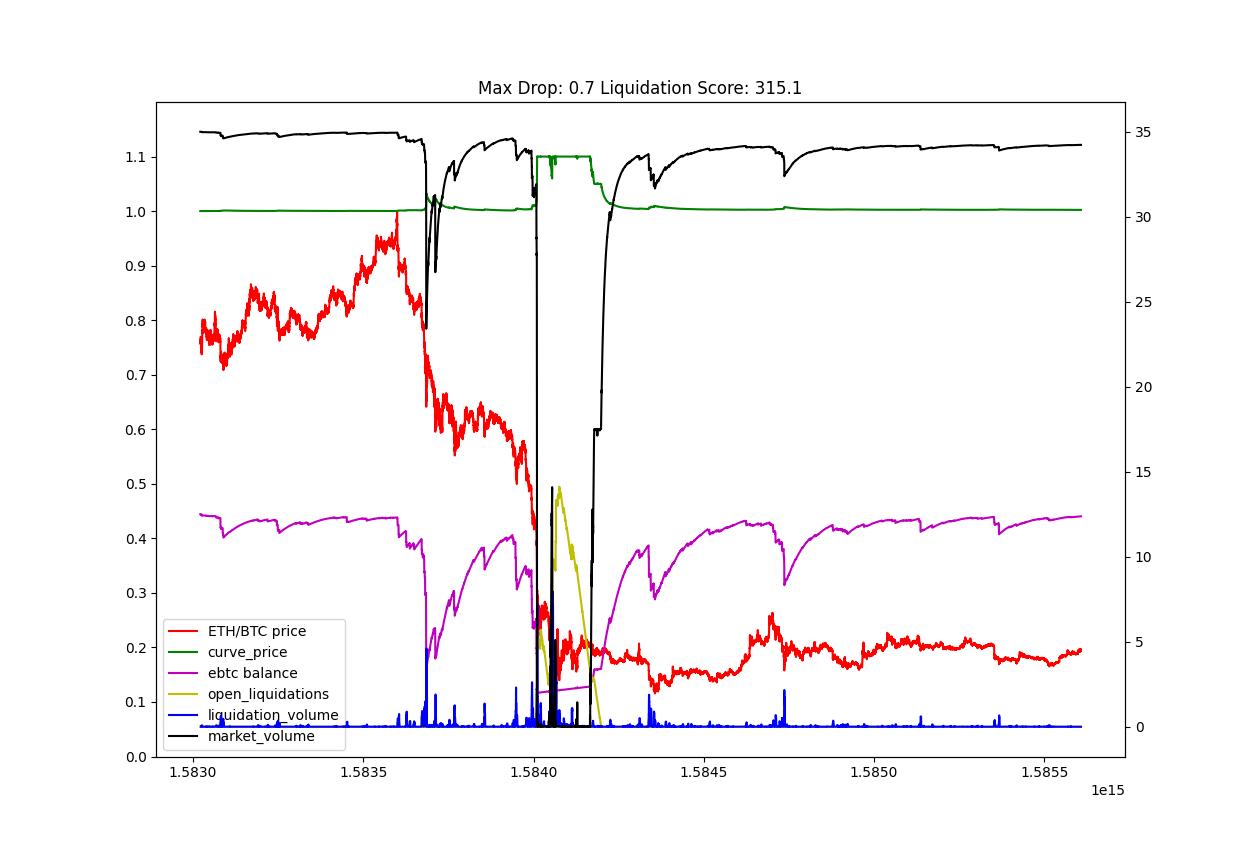 Max Drop: 0.7 Liquidation Score: 315.1
1.1
1.0
0.9
0.8
0.7
0.6
0.5
0.4
0.3
0.2
0.1
0.0
35
30
25
20
15
10
5
0
ETH/BTC price
curve_price
ebtc balance
open_liquidations
liquidation_volume
market_volume
1.5830 1.5835 1.5840 1.5845 1.5850 1.5855
1e15